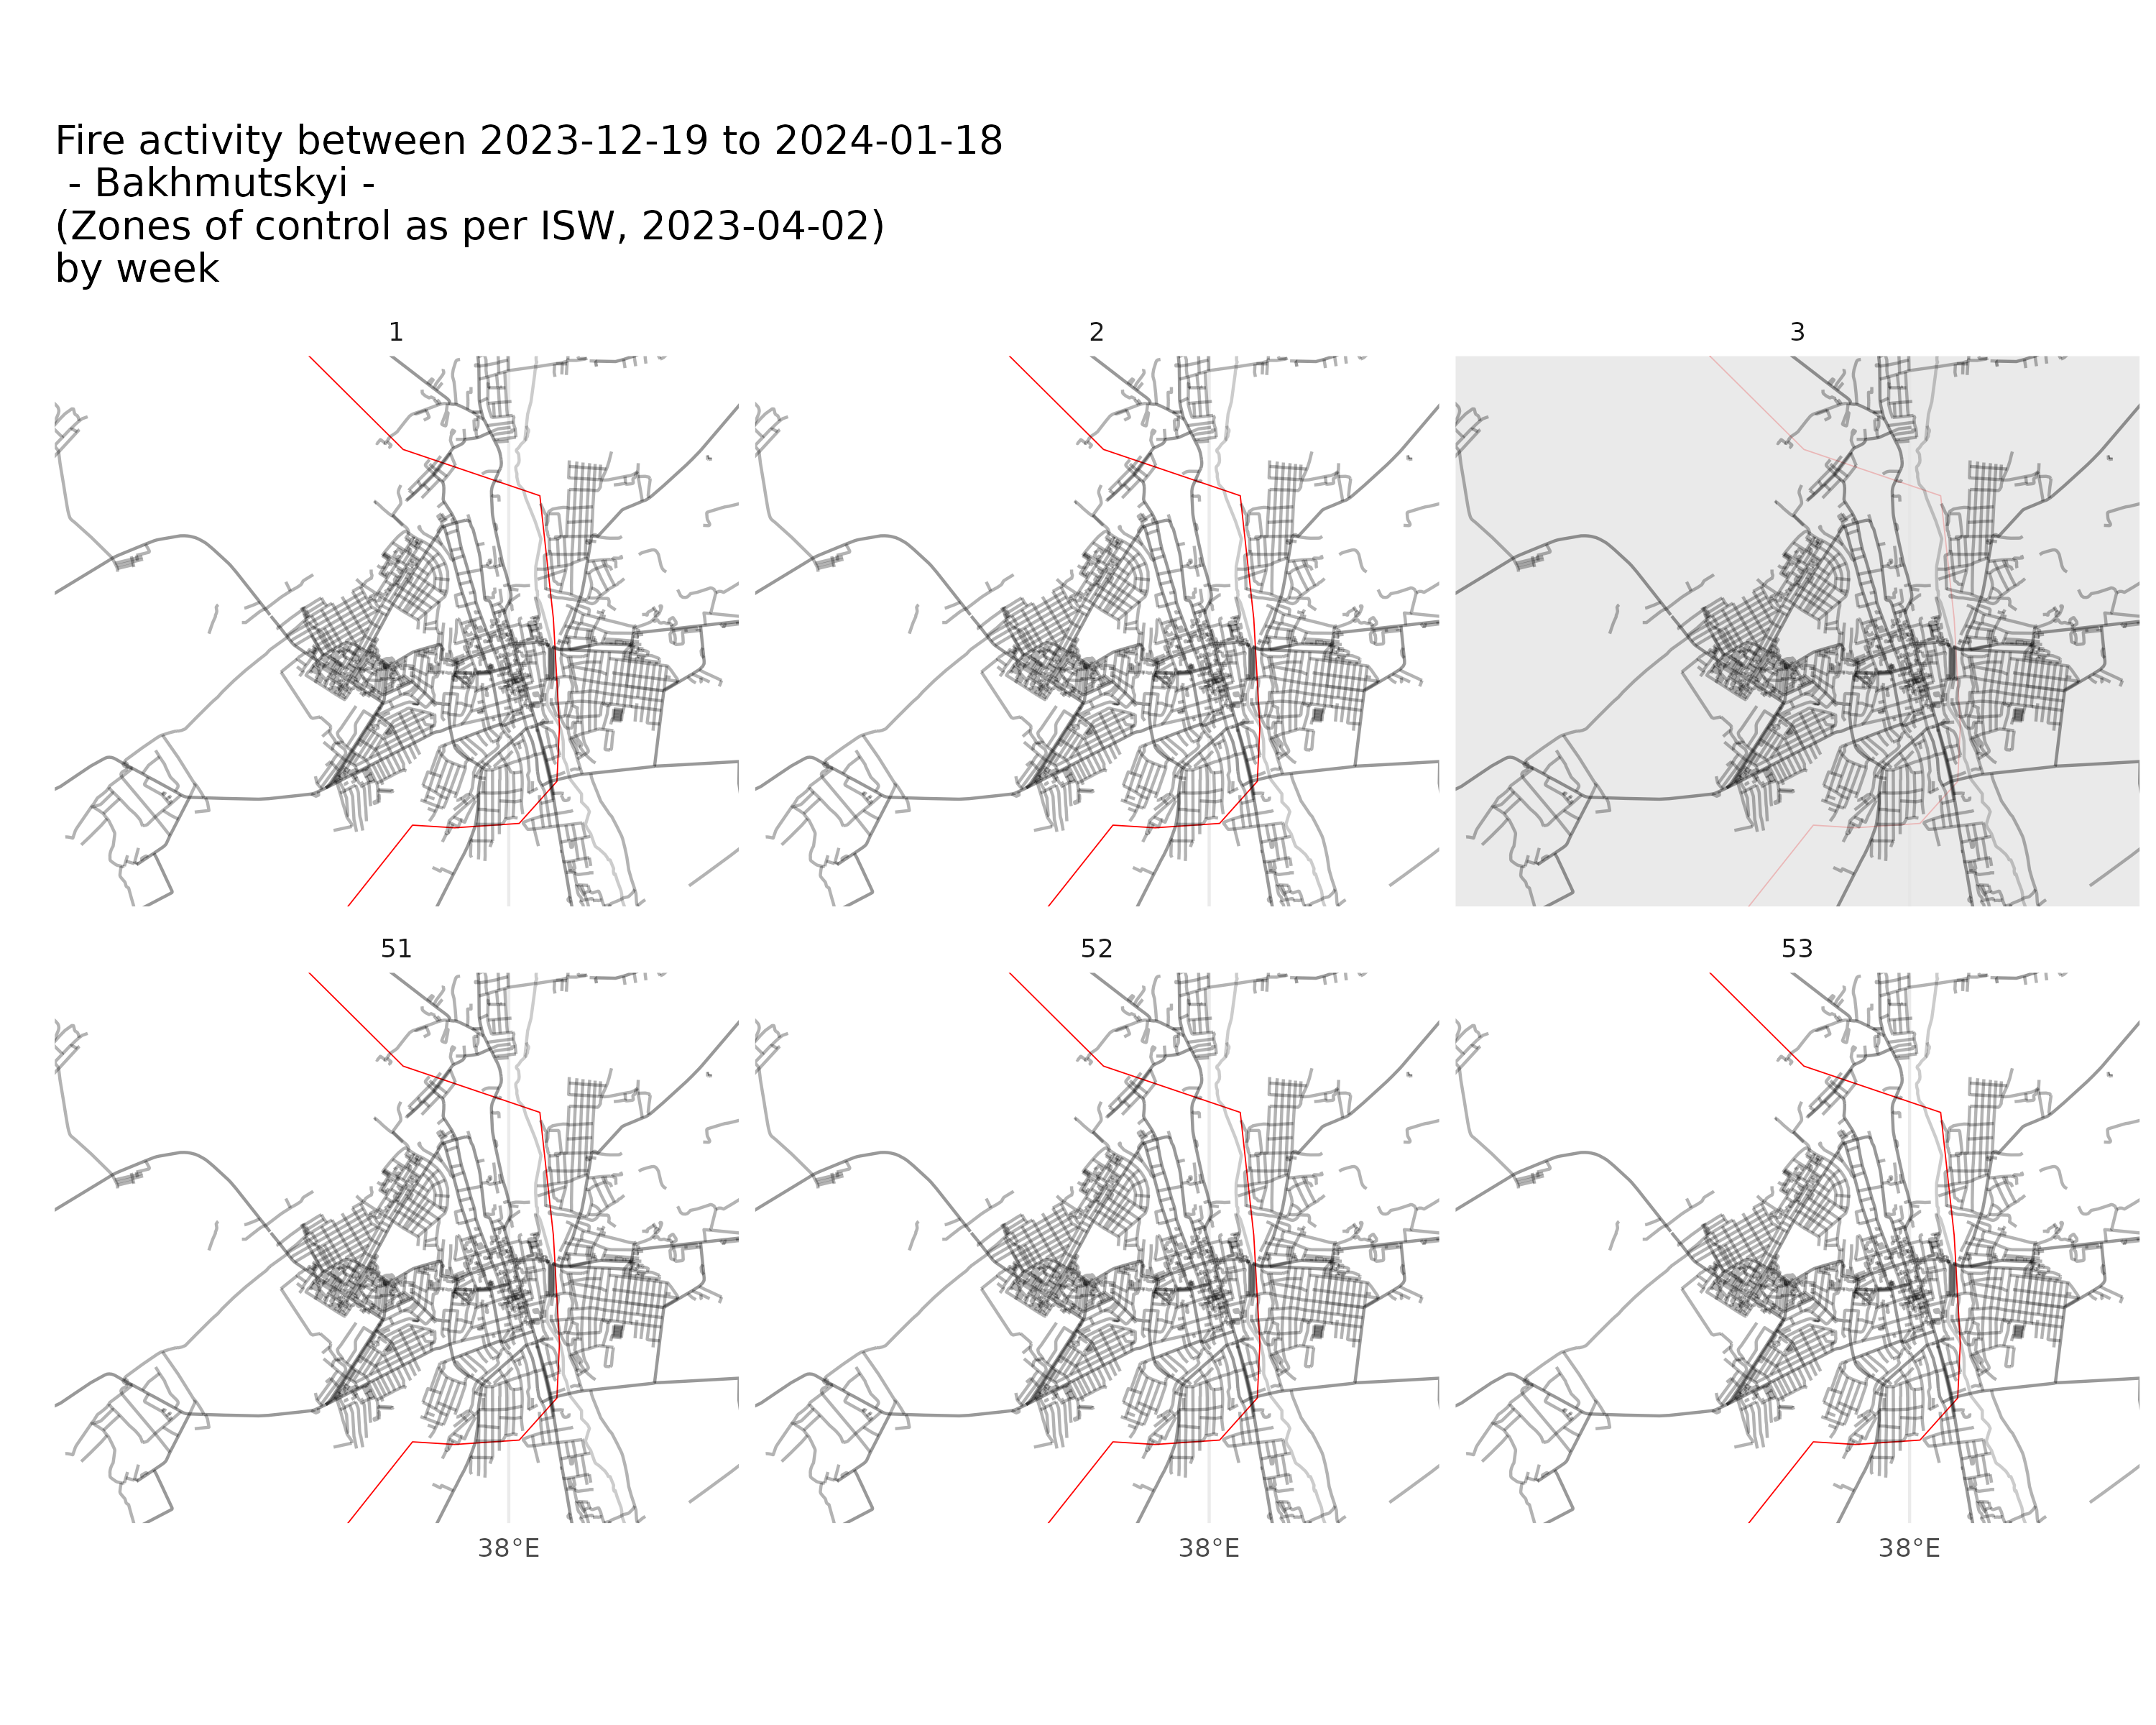 Fire activity between 2023-12-19 to 2024-01-18
- Bakhmutskyi -
(Zones of control as per ISW, 2023-04-02)
by week
1
2
3
51
52
53
38°E
38°E
38°E